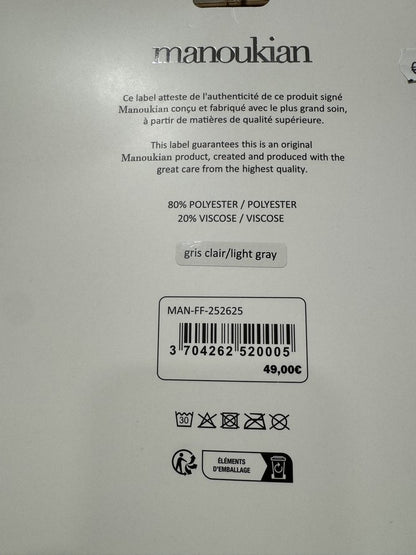 manoukian
€
Ce label atteste de l'authenticité de ce produit signé
Manoukian conçu et fabriqué avec le plus grand soin,
à partir de matières de qualité supérieure.
This label guarantees this is an original
Manoukian product, created and produced with the
great care from the highest quality.
80% POLYESTER / POLYESTER
20% VISCOSE / VISCOSE
gris clair/light gray
MAN-FF-252625
3 704262 520005
49,00€
30
ÉLÉMENTS
D'EMBALLAGE